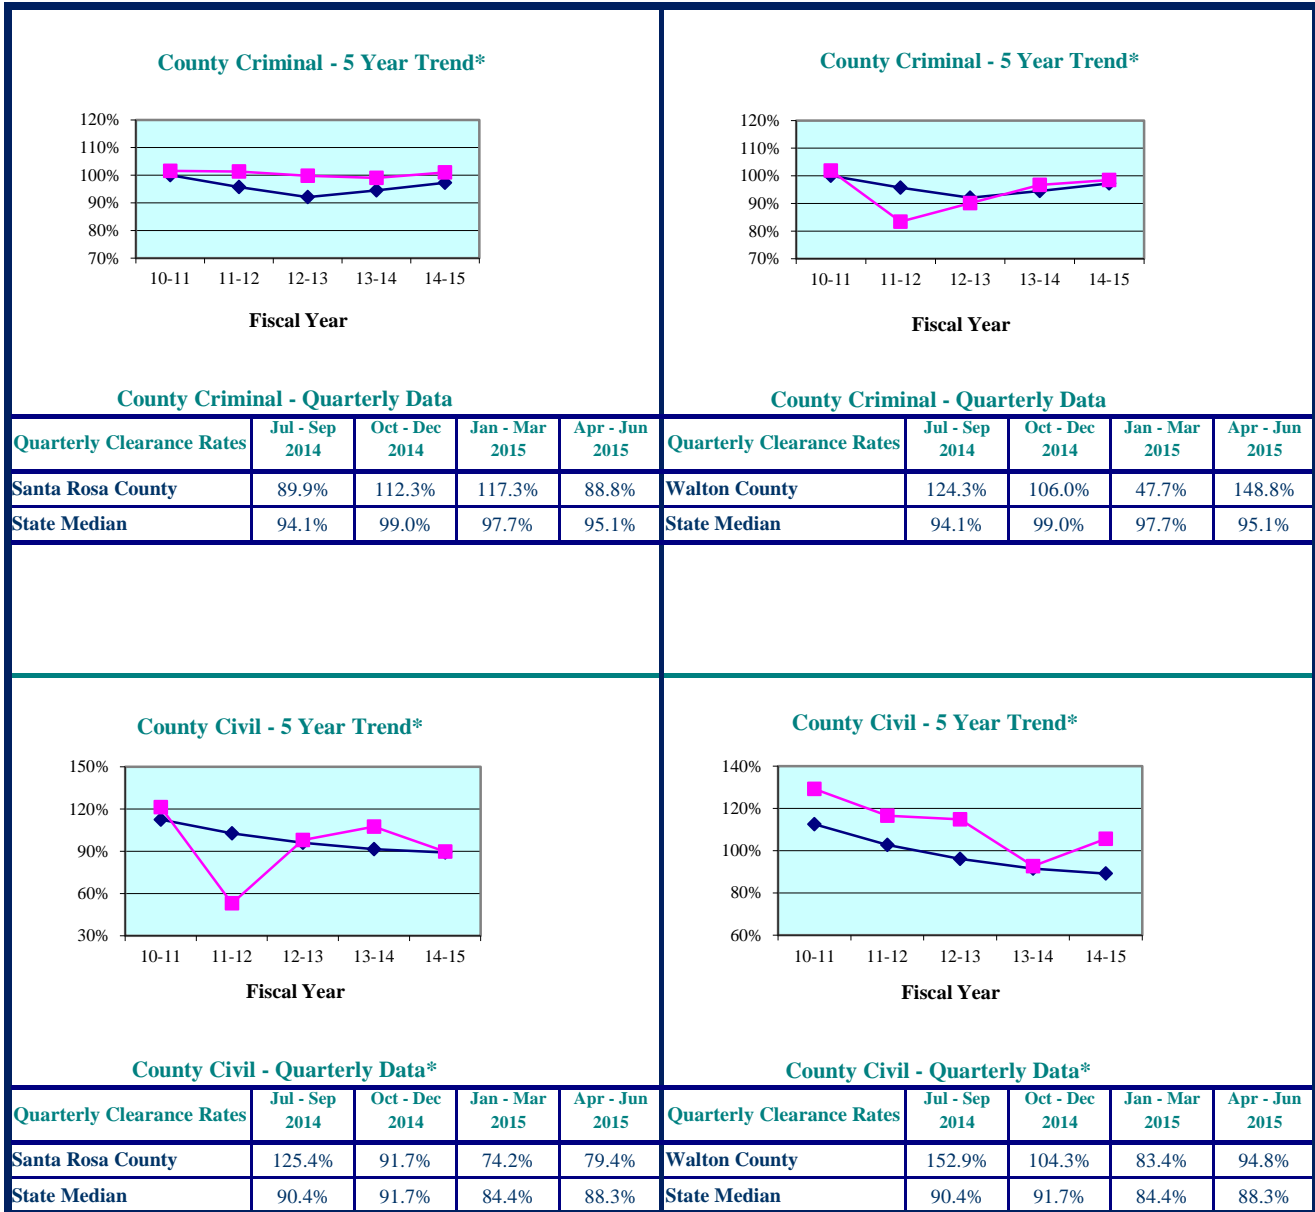 County Criminal - 5 Year Trend*
120%
110%
100%
90%
80%
70%
10-11 11-12 12-13 13-14 14-15
Fiscal Year
County Criminal - Quarterly Data
Quarterly Clearance Rates Jul - Sep 2014 Oct - Dec 2014 Jan - Mar 2015 Apr - Jun 2015
Santa Rosa County 89.9% 112.3% 117.3% 88.8%
State Median 94.1% 99.0% 97.7% 95.1%
County Criminal - 5 Year Trend*
120%
110%
100%
90%
80%
70%
10-11 11-12 12-13 13-14 14-15
Fiscal Year
County Criminal - Quarterly Data
Quarterly Clearance Rates Jul - Sep 2014 Oct - Dec 2014 Jan - Mar 2015 Apr - Jun 2015
Walton County 124.3% 106.0% 47.7% 148.8%
State Median 94.1% 99.0% 97.7% 95.1%
County Civil - 5 Year Trend*
150%
120%
90%
60%
30%
10-11 11-12 12-13 13-14 14-15
Fiscal Year
County Civil - Quarterly Data*
Quarterly Clearance Rates Jul - Sep 2014 Oct - Dec 2014 Jan - Mar 2015 Apr - Jun 2015
Santa Rosa County 125.4% 91.7% 74.2% 79.4%
State Median 90.4% 91.7% 84.4% 88.3%
County Civil - 5 Year Trend*
140%
120%
100%
80%
60%
10-11 11-12 12-13 13-14 14-15
Fiscal Year
County Civil - Quarterly Data*
Quarterly Clearance Rates Jul - Sep 2014 Oct - Dec 2014 Jan - Mar 2015 Apr - Jun 2015
Walton County 152.9% 104.3% 83.4% 94.8%
State Median 90.4% 91.7% 84.4% 88.3%